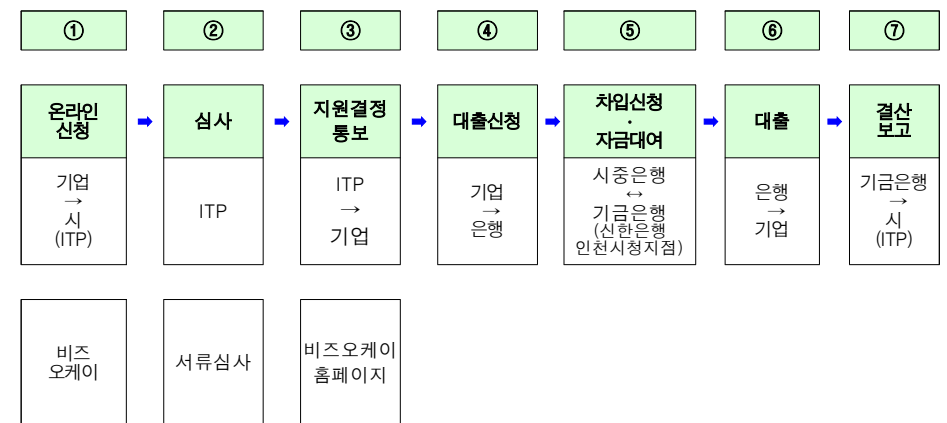 ① ② ③ ④ ⑤ ⑥ ⑦
온라인
신청
➡
심사
➡
지원결정
통보
➡
대출신청
➡
차입신청
·
자금대여
➡
대출
➡
결산
보고
기업
→
시
(ITP)
ITP
ITP
→
기업
기업
→
은행
시중은행
↔
기금은행
(신한은행
인천시청지점)
은행
→
기업
기금은행
→
시
(ITP)
비즈
오케이
서류심사
비즈오케이
홈페이지